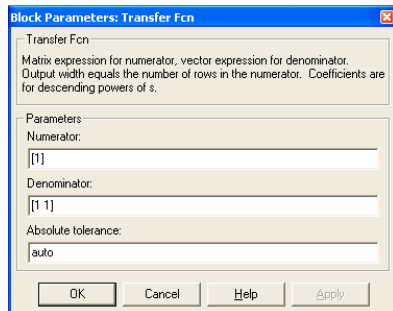 Block Parameters: Transfer Fcn
Transfer Fcn
Matrix expression for numerator, vector expression for denominator.
Output width equals the number of rows in the numerator. Coefficients are
for descending powers of s.
Parameters
Numerator:
[1]
Denominator:
[1 1]
Absolute tolerance:
auto
OK Cancel Help Apply